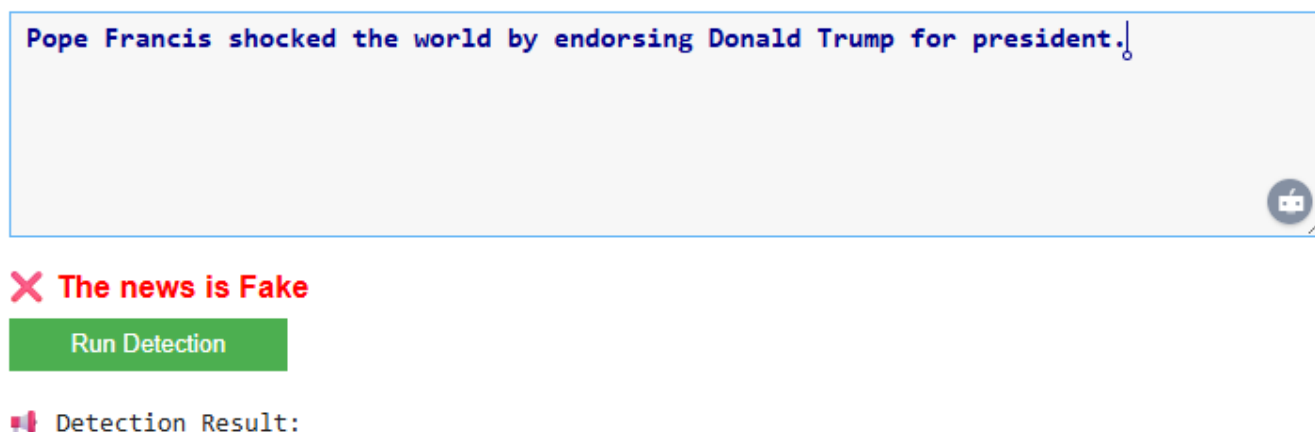 Pope Francis shocked the world by endorsing Donald Trump for president.
❌ The news is Fake
Run Detection
📢 Detection Result: